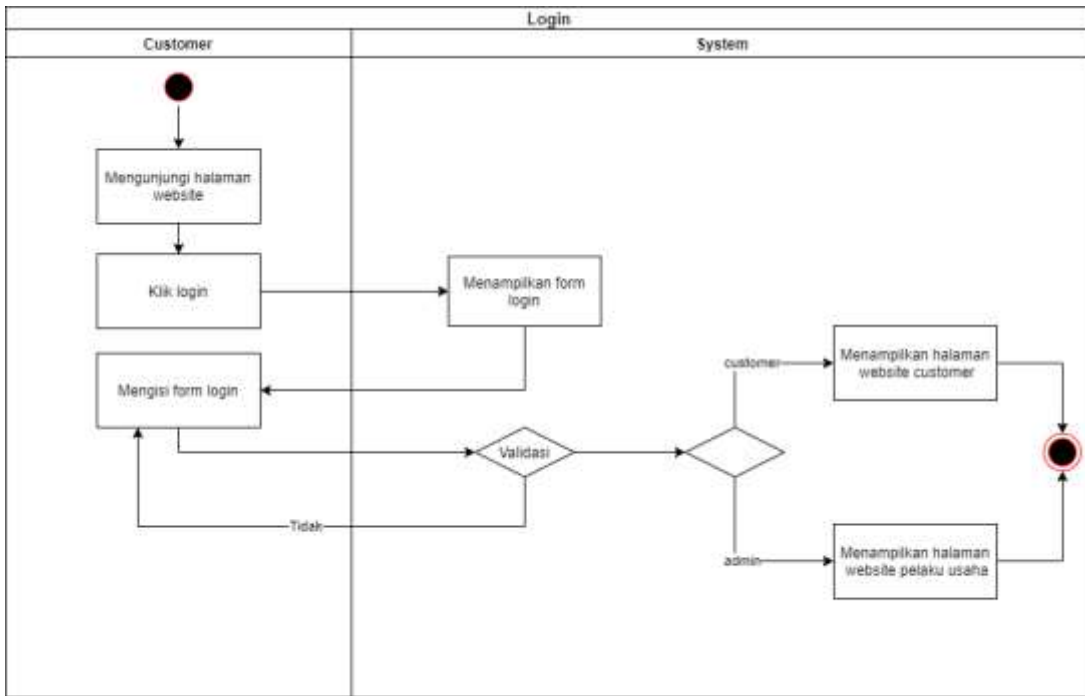 Login
Customer
System
Mengunjungi halaman
website
Klik login
Menampilkan form
login
Mengisi form login
Validasi
Tidak
customer
Menampilkan halaman
website customer
admin
Menampilkan halaman
website pelaku usaha